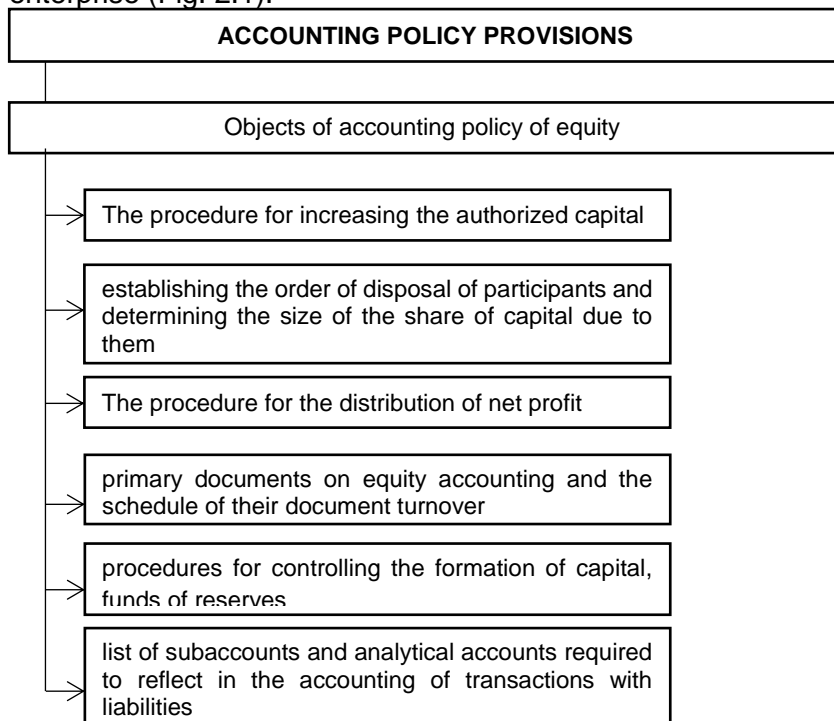 enterprise (Fig. 2.1).
ACCOUNTING POLICY PROVISIONS
Objects of accounting policy of equity
The procedure for increasing the authorized capital
establishing the order of disposal of participants and
determining the size of the share of capital due to
them
The procedure for the distribution of net profit
primary documents on equity accounting and the
schedule of their document turnover
procedures for controlling the formation of capital,
funds of reserves
list of subaccounts and analytical accounts required
to reflect in the accounting of transactions with
liabilities